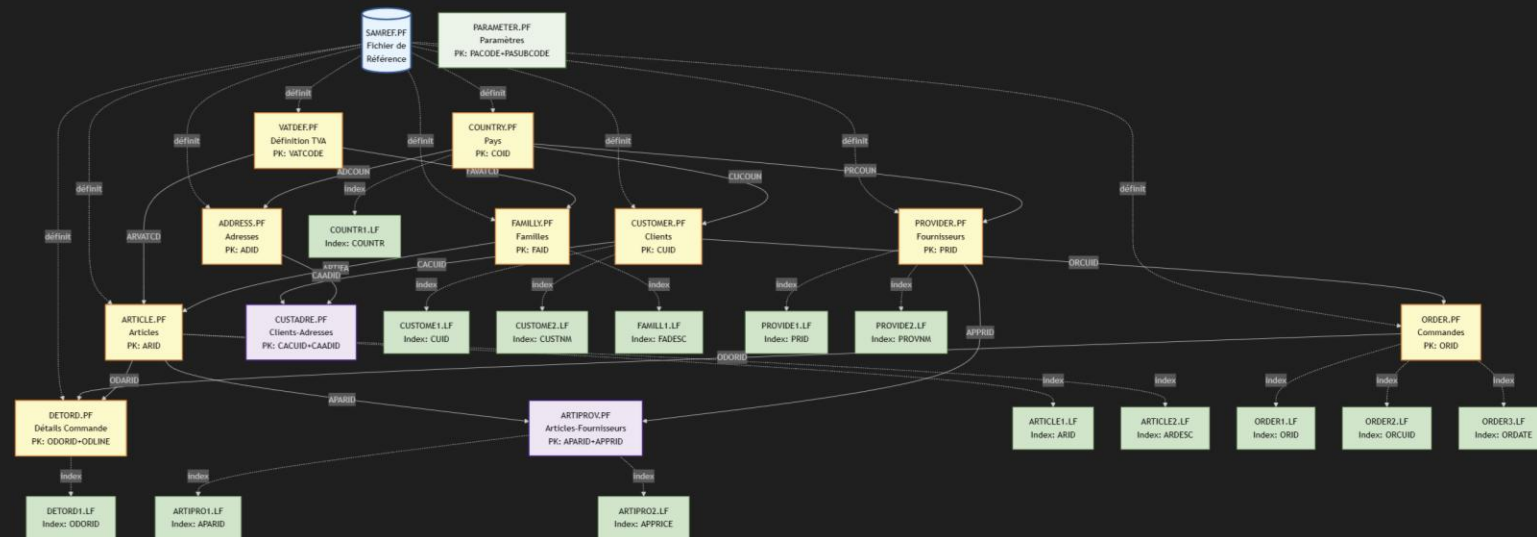 SAMREF.PF
Fichier de
Référence
PARAMETER.PF
Paramètres
PK: PACODE+PASUBCODE
définit
définit
VATDEF.PF
Définition TVA
PK: VATCODE
COUNTRY.PF
Pays
PK: COID
définit
définit
définit
définit
ADCOUN
FAVATCD
PRCOUN
CUCOUN
définit
index
définit
définit
ADDRESS.PF
Adresses
PK: ADID
COUNTR1.LF
Index: COUNTR
FAMILLY.PF
Familles
PK: FAID
CUSTOMER.PF
Clients
PK: CUID
PROVIDER.PF
Fournisseurs
PK: PRID
définit
ARVATCD
CACUID
CAADID
ORCUID
index
index
index
index
index
ARTICLE.PF
Articles
PK: ARID
CUSTADRE.PF
Clients-Adresses
PK: CACUID+CAADID
CUSTOME1.LF
Index: CUID
CUSTOME2.LF
Index: CUSTNM
FAMILL1.LF
Index: FADESC
PROVIDE1.LF
Index: PRID
PROVIDE2.LF
Index: PROVNM
APPRID
ORDER.PF
Commandes
PK: ORID
ODORID
ODARID
APARID
index
index
index
index
index
DETORD.PF
Détails Commande
PK: ODORID+ODLINE
ARTIPROV.PF
Articles-Fournisseurs
PK: APARID+APPRID
ARTICLE1.LF
Index: ARID
ARTICLE2.LF
Index: ARDESC
ORDER1.LF
Index: ORID
ORDER2.LF
Index: ORCUID
ORDER3.LF
Index: ORDATE
index
index
index
DETORD1.LF
Index: ODORID
ARTIPRO1.LF
Index: APARID
ARTIPRO2.LF
Index: APPRICE